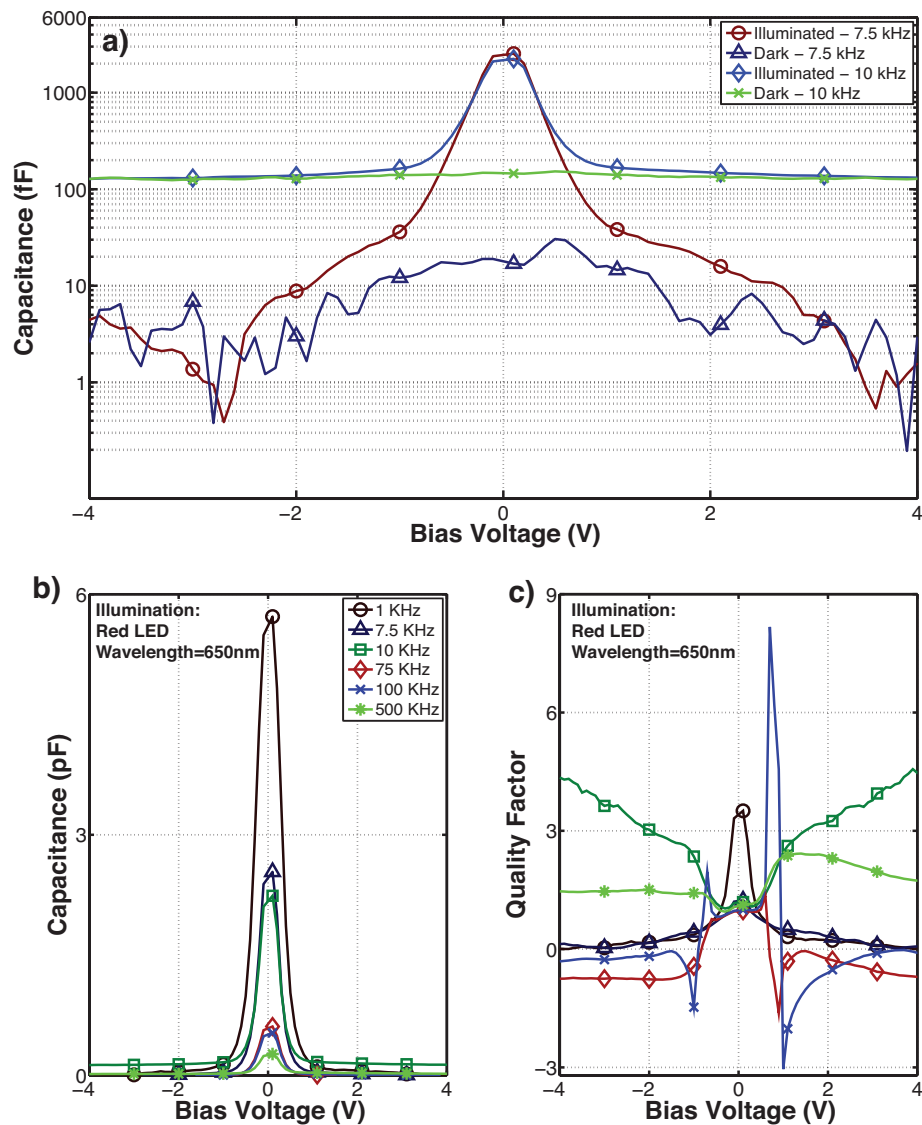 a)
6000
1000
100
10
1
Capacitance (fF)
Illuminated – 7.5 kHz
Dark – 7.5 kHz
Illuminated – 10 kHz
Dark – 10 kHz
−4
−2
0
2
4
Bias Voltage (V)
b)
6
3
0
Capacitance (pF)
Illumination:
Red LED
Wavelength=650nm
1 KHz
7.5 KHz
10 KHz
75 KHz
100 KHz
500 KHz
−4
−2
0
2
4
Bias Voltage (V)
c)
9
6
3
0
−3
Quality Factor
Illumination:
Red LED
Wavelength=650nm
−4
−2
0
2
4
Bias Voltage (V)